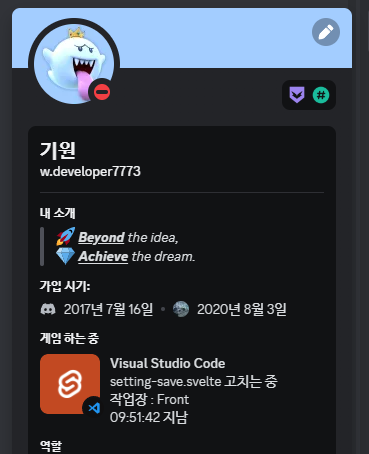 기원
w.developer7773
내 소개
Beyond the idea,
Achieve the dream.
가입 시기:
2017년 7월 16일 • 2020년 8월 3일
게임 하는 중
Visual Studio Code
setting-save.svelte 고치는 중
작업장 : Front
09:51:42 지남
역할